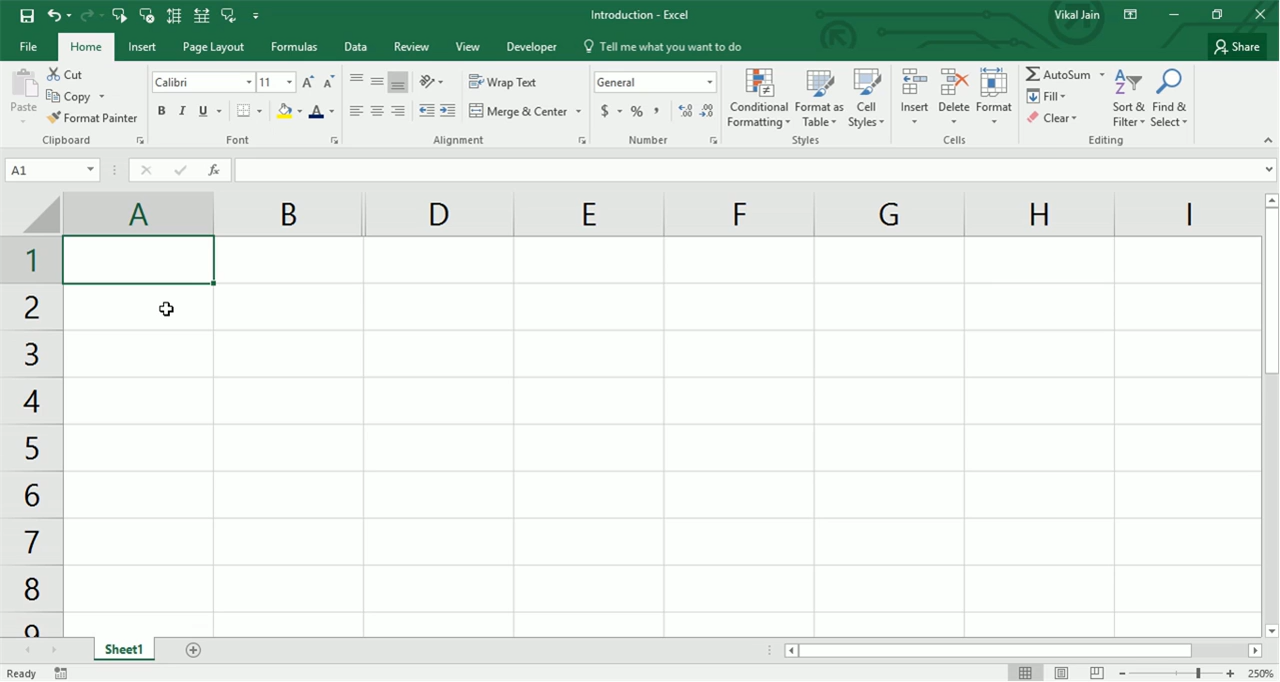 Introduction - Excel
Vikal Jain
File Home Insert Page Layout Formulas Data Review View Developer Tell me what you want to do Share
Paste
Cut
Copy
Format Painter
Clipboard
Calibri 11
B I U
Font
Wrap Text
Merge & Center
Alignment
General
$ % ,
Number
Conditional Formatting
Format as Table
Cell Styles
Styles
Insert
Delete
Format
Cells
AutoSum
Fill
Clear
Sort & Filter
Find & Select
Editing
A1
fx
A B D E F G H I
1
2
3
4
5
6
7
8
9
Sheet1
Ready
250%